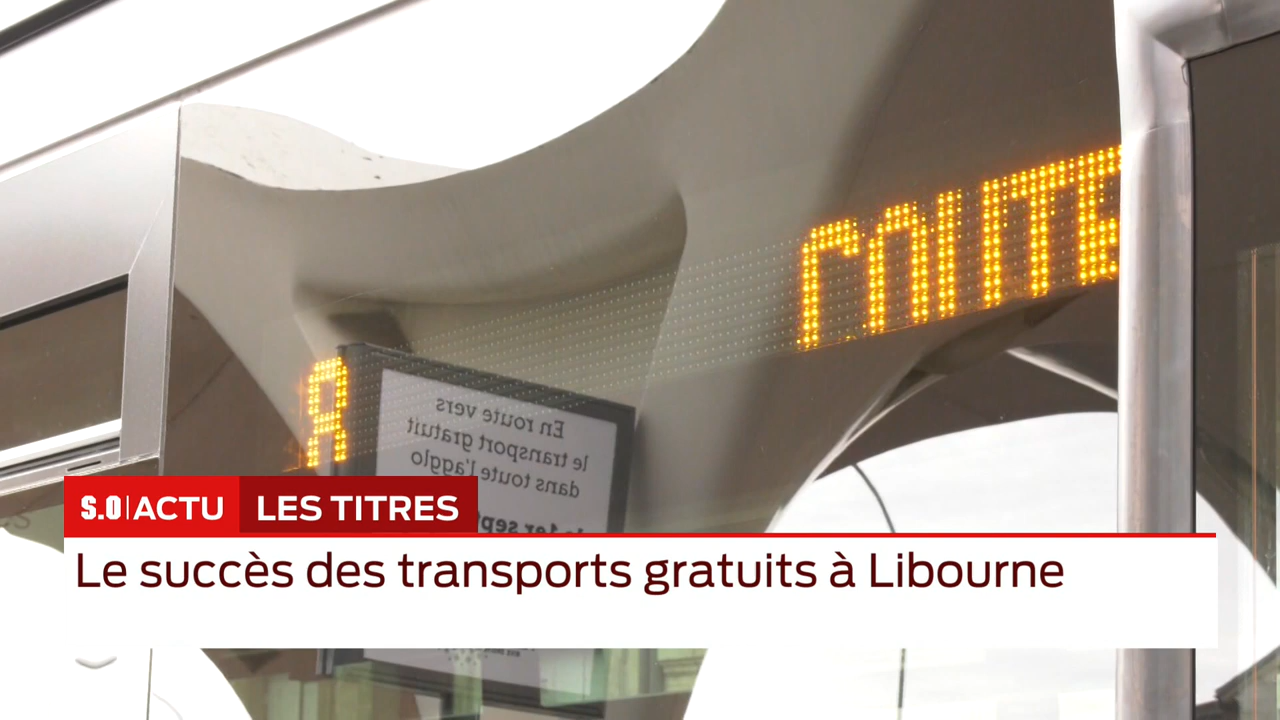 A
En route vers
le transport gratuit
dans toute l'agglo
S.O|ACTU LES TITRES
Le succès des transports gratuits à Libourne